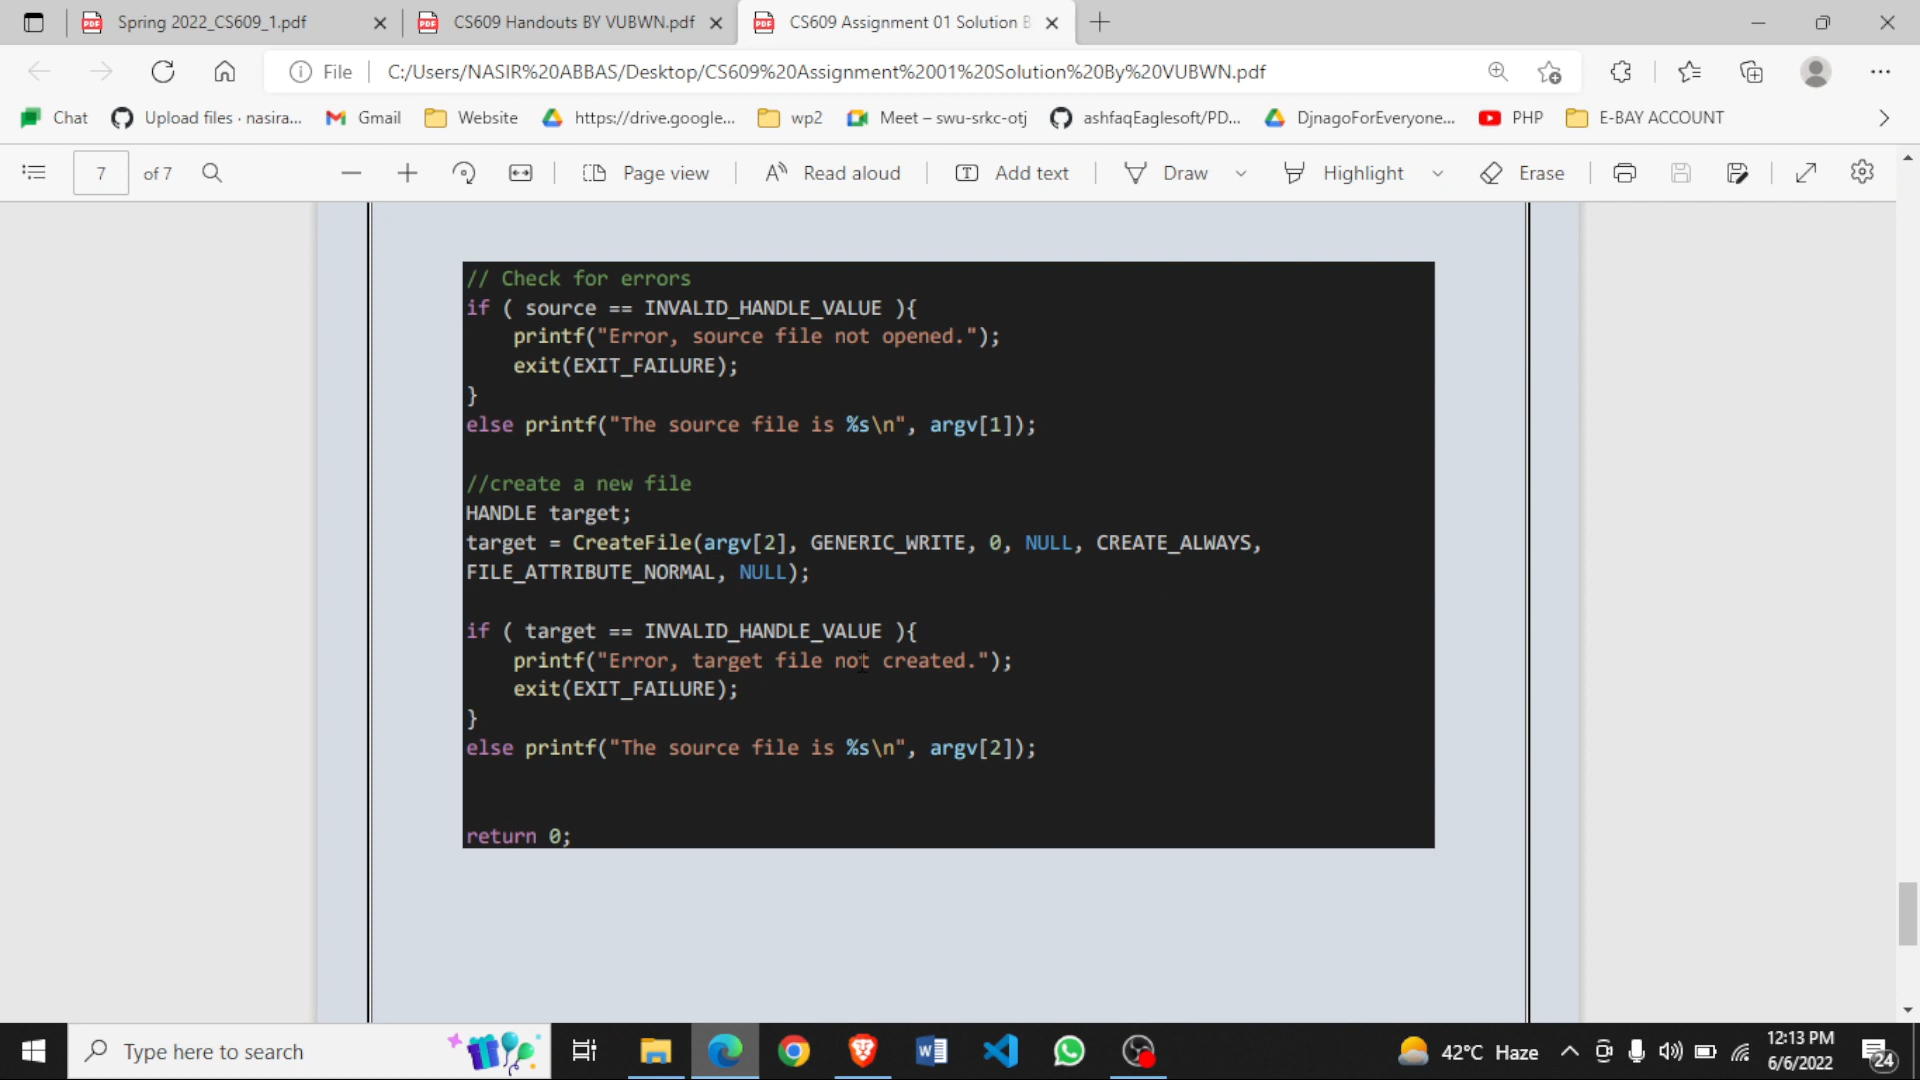 Spring 2022_CS609_1.pdf
CS609 Handouts BY VUBWN.pdf
CS609 Assignment 01 Solution B
File
C:/Users/NASIR%20ABBAS/Desktop/CS609%20Assignment%2001%20Solution%20By%20VUBWN.pdf
Chat
Upload files · nasira...
Gmail
Website
https://drive.google...
wp2
Meet – swu-srkc-otj
ashfaqEaglesoft/PD...
DjnagoForEveryone...
PHP
E-BAY ACCOUNT
7 of 7
Page view
Read aloud
Add text
Draw
Highlight
Erase
// Check for errors
if ( source == INVALID_HANDLE_VALUE ){
printf("Error, source file not opened.");
exit(EXIT_FAILURE);
}
else printf("The source file is %s\n", argv[1]);
//create a new file
HANDLE target;
target = CreateFile(argv[2], GENERIC_WRITE, 0, NULL, CREATE_ALWAYS,
FILE_ATTRIBUTE_NORMAL, NULL);
if ( target == INVALID_HANDLE_VALUE ){
printf("Error, target file not created.");
exit(EXIT_FAILURE);
}
else printf("The source file is %s\n", argv[2]);
return 0;
Type here to search
42°C Haze
12:13 PM
6/6/2022
24